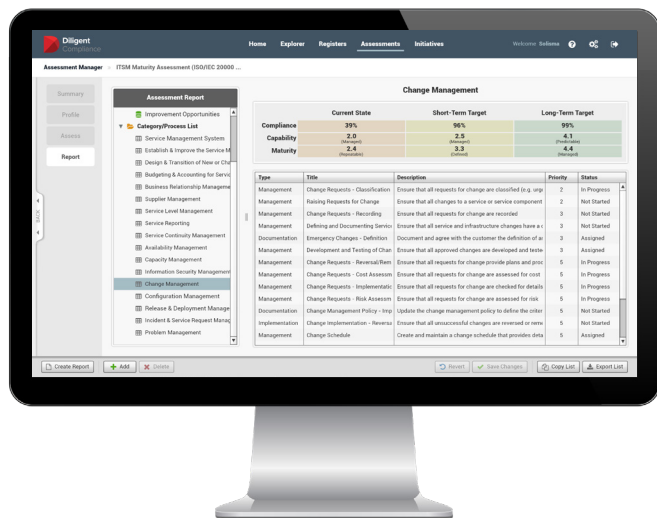 Diligent
Compliance
Home Explorer Registers Assessments Initiatives
Welcome: Selisma
Assessment Manager » ITSM Maturity Assessment (ISO/IEC 20000 ...
Summary
Profile
Assess
Report
BACK
Assessment Report
Improvement Opportunities
Category/Process List
Service Management System
Establish & Improve the Service M
Design & Transition of New or Cha
Budgeting & Accounting for Servic
Business Relationship Manageme
Supplier Management
Service Level Management
Service Reporting
Service Continuity Management
Availability Management
Capacity Management
Information Security Management
Change Management
Configuration Management
Release & Deployment Manage
Incident & Service Request Manag
Problem Management
Change Management
Current State Short-Term Target Long-Term Target
Compliance 39% 96% 99%
Capability 2.0 2.5 4.1
(Managed) (Managed) (Predictable)
Maturity 2.4 3.3 4.4
(Repeatable) (Defined) (Managed)
Type Title Description Priority Status
Management Change Requests - Classification Ensure that all requests for change are classified (e.g. urge 2 In Progress
Management Raising Requests for Change Ensure that all changes to a service or service component 2 Not Started
Management Change Requests - Recording Ensure that all requests for change are recorded 3 Not Started
Management Defining and Documenting Servic Ensure that all service and infrastructure changes have a c 3 Not Started
Documentation Emergency Changes - Definition Document and agree with the customer the definition of a 3 Assigned
Management Development and Testing of Chan Ensure that all approved changes are developed and teste 3 Assigned
Management Change Requests - Reversal/Rem Ensure that all requests for change provide plans and proc 5 In Progress
Management Change Requests - Cost Assessm Ensure that all requests for change are assessed for cost 5 In Progress
Management Change Requests - Implementatic Ensure that all requests for change are checked for details 5 In Progress
Management Change Requests - Risk Assessm Ensure that all requests for change are assessed for risk 5 In Progress
Documentation Change Management Policy - Imp Update the change management policy to define the criter 5 Not Started
Implementation Change Implementation - Reversa Ensure that all unsuccessful changes are reversed or reme 5 Not Started
Management Change Schedule Create and maintain a change schedule that provides deta 5 Assigned
Create Report Add Delete Revert Save Changes Copy List Export List